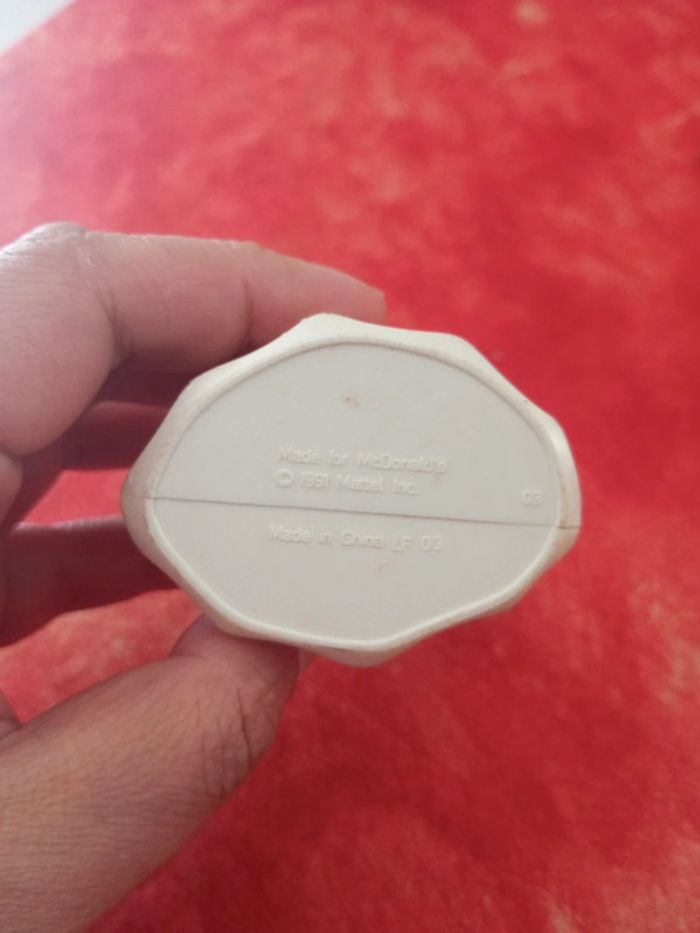 Made for McDonald's
© 1991 Mattel Inc.
03
Made in China LF 03